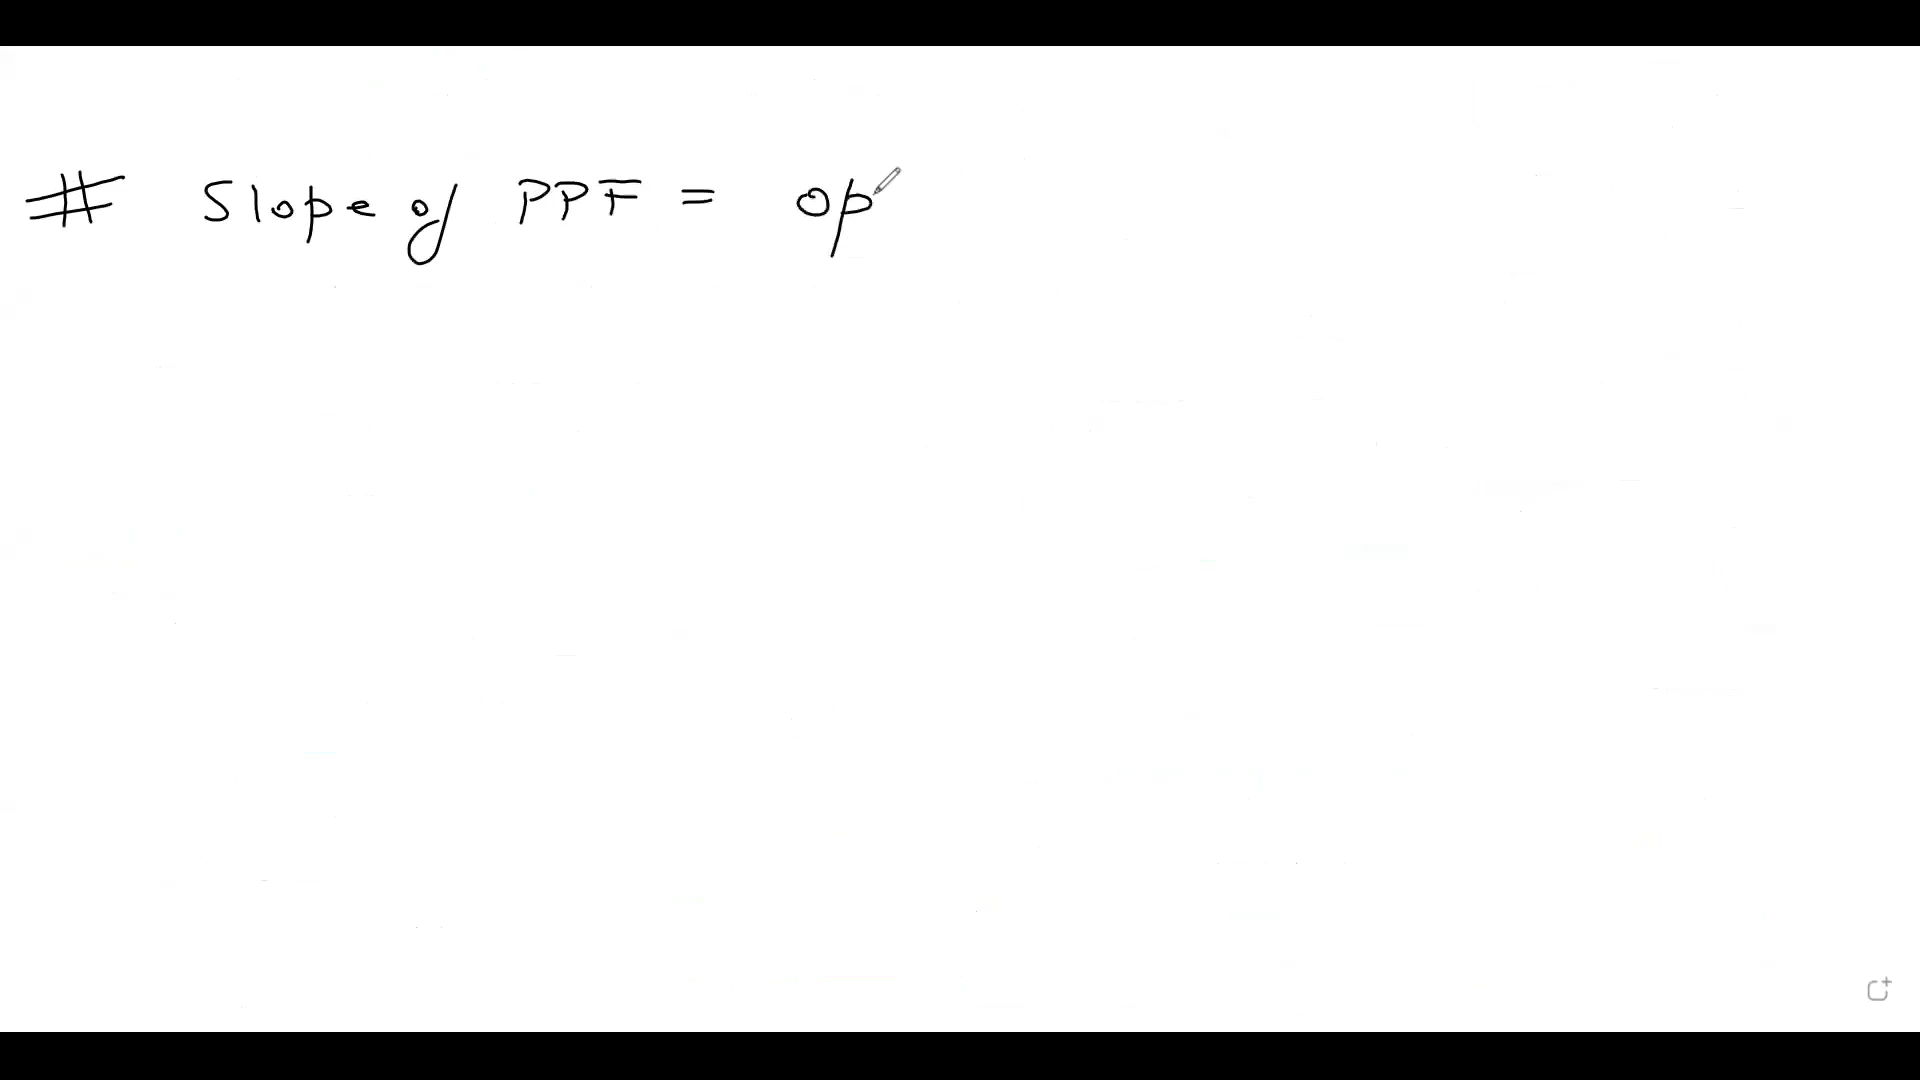 # Slope of PPF = op